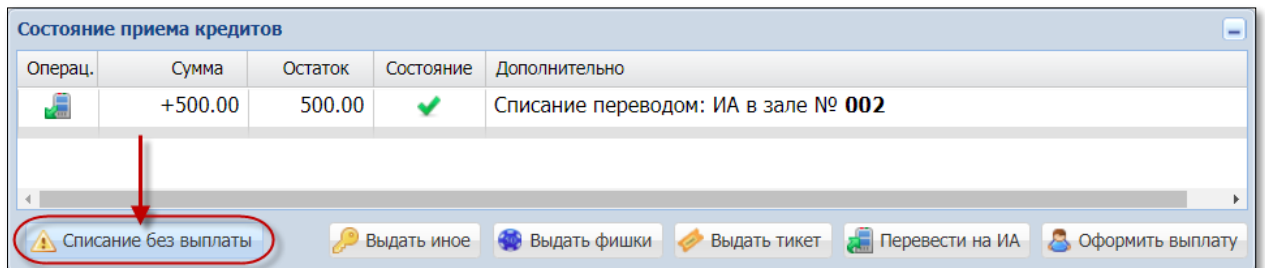 Состояние приема кредитов
Операц. Сумма Остаток Состояние Дополнительно
+500.00 500.00 Списание переводом: ИА в зале № 002
Списание без выплаты Выдать иное Выдать фишки Выдать тикет Перевести на ИА Оформить выплату